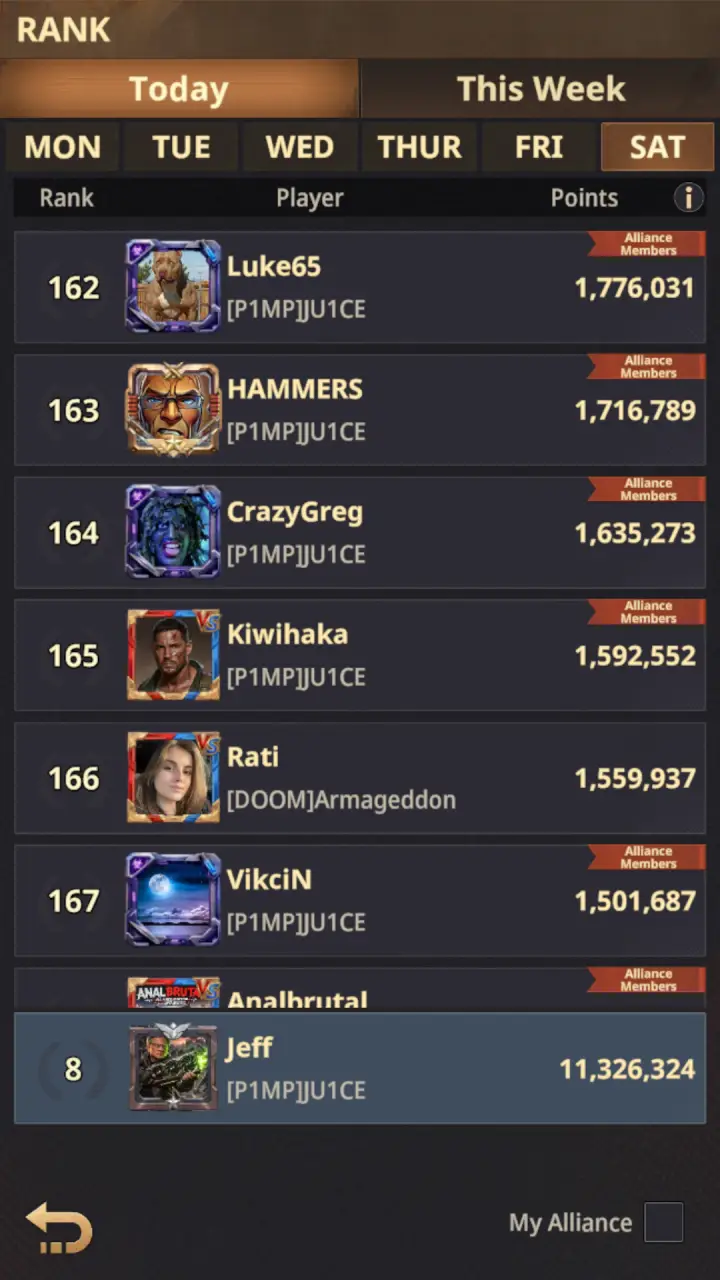 RANK
Today
This Week
MON TUE WED THUR FRI SAT
Rank Player Points i
Alliance
Members
162 Luke65 1,776,031
[P1MP]JU1CE
Alliance
Members
163 HAMMERS 1,716,789
[P1MP]JU1CE
Alliance
Members
164 CrazyGreg 1,635,273
[P1MP]JU1CE
Alliance
Members
165 Kiwihaka 1,592,552
[P1MP]JU1CE
VS
166 Rati 1,559,937
[DOOM]Armageddon
VS
Alliance
Members
167 VikciN 1,501,687
[P1MP]JU1CE
Alliance
Members
ANALBRUTA VS
Analbrutal
8 Jeff 11,326,324
[P1MP]JU1CE
My Alliance